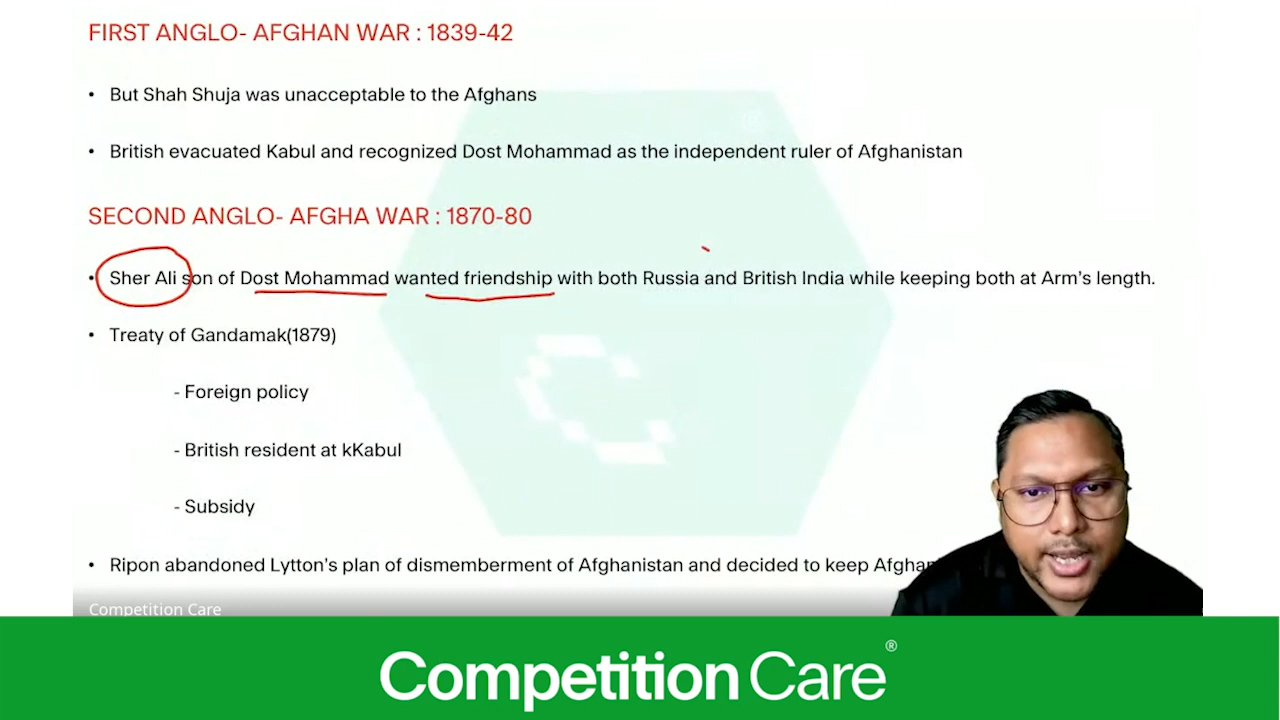 FIRST ANGLO- AFGHAN WAR : 1839-42
• But Shah Shuja was unacceptable to the Afghans
• British evacuated Kabul and recognized Dost Mohammad as the independent ruler of Afghanistan
SECOND ANGLO- AFGHA WAR : 1870-80
• Sher Ali son of Dost Mohammad wanted friendship with both Russia and British India while keeping both at Arm's length.
• Treaty of Gandamak(1879)
- Foreign policy
- British resident at kKabul
- Subsidy
• Ripon abandoned Lytton's plan of dismemberment of Afghanistan and decided to keep
Competition Care
Competition Care®